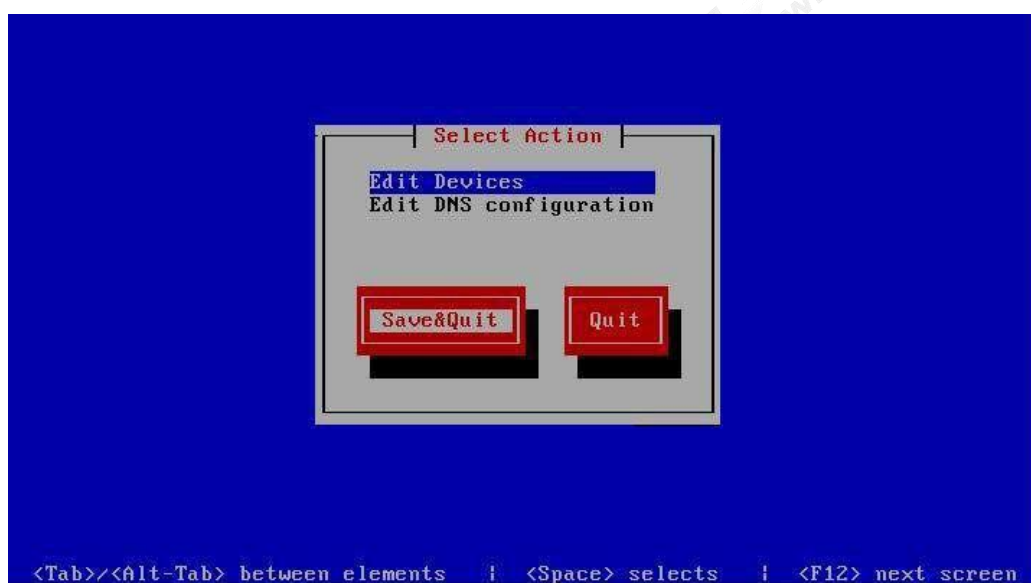 Select Action
Edit Devices
Edit DNS configuration
Save&Quit Quit
<Tab>/<Alt-Tab> between elements | <Space> selects | <F12> next screen